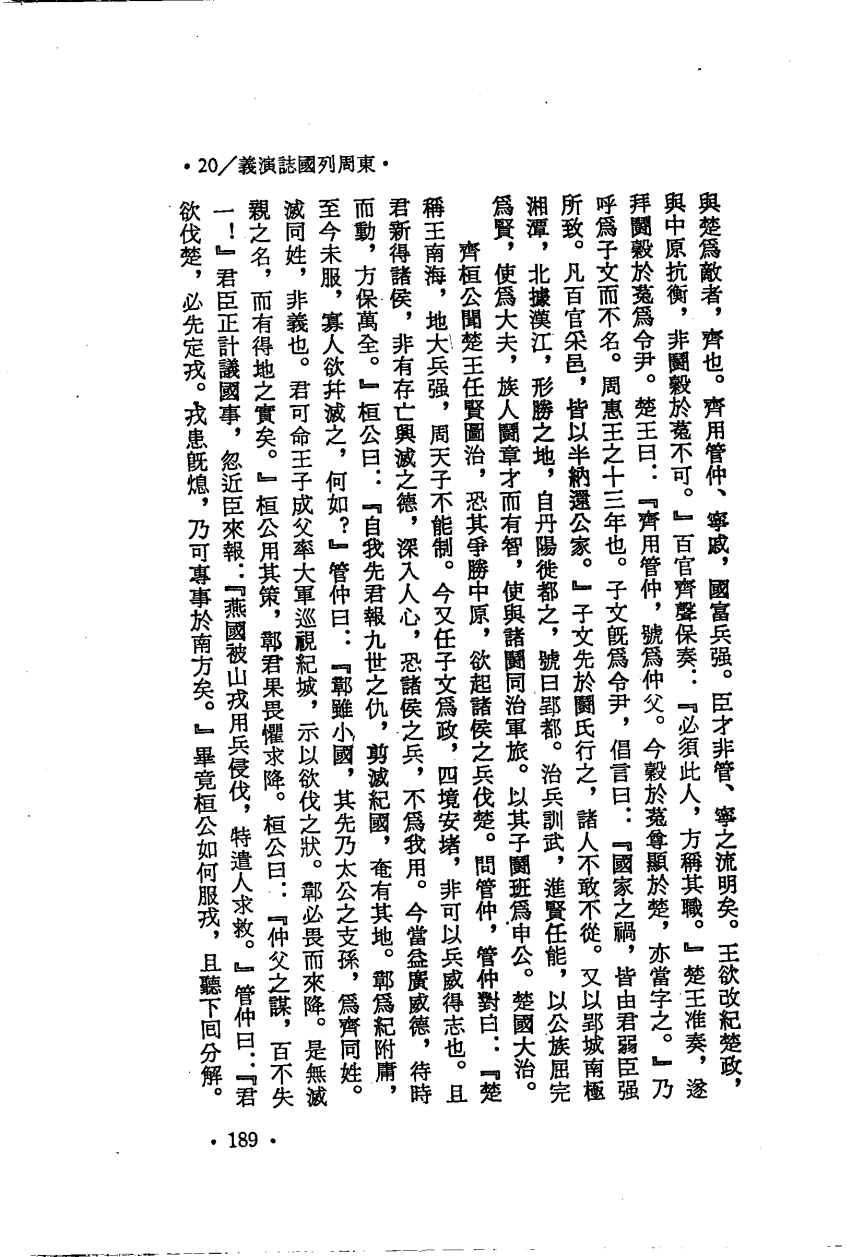 •東周列國誌演義/20•
與楚爲敵者，齊也。齊用管仲、寧戚，國富兵强。臣才非管、寧之流明矣。王欲改紀楚政，
與中原抗衡，非鬭穀於菟不可。』百官齊聲保奏：『必須此人，方稱其職。』楚王准奏，遂
拜鬭穀於菟爲令尹。楚王曰：『齊用管仲，號爲仲父。今穀於菟尊顯於楚，亦當字之。』乃
呼爲子文而不名。周惠王之十三年也。子文旣爲令尹，倡言曰：『國家之禍，皆由君弱臣强
所致。凡百官采邑，皆以半納還公家。』子文先於鬭氏行之，諸人不敢不從。又以郢城南極
湘潭，北據漢江，形勝之地，自丹陽徙都之，號曰郢都。治兵訓武，進賢任能，以公族屈完
爲賢，使爲大夫，族人鬭章才而有智，使與諸鬭同治軍旅。以其子鬭班爲申公。楚國大治。
齊桓公聞楚王任賢圖治，恐其爭勝中原，欲起諸侯之兵伐楚。問管仲，管仲對曰：『楚
稱王南海，地大兵强，周天子不能制。今又任子文爲政，四境安堵，非可以兵威得志也。且
君新得諸侯，非有存亡興滅之德，深入人心，恐諸侯之兵，不爲我用。今當益廣威德，待時
而動，方保萬全。』桓公曰：『自我先君報九世之仇，剪滅紀國，奄有其地。鄣爲紀附庸，
至今未服，寡人欲幷滅之，何如？』管仲曰：『鄣雖小國，其先乃太公之支孫，爲齊同姓。
滅同姓，非義也。君可命王子成父率大軍巡視紀城，示以欲伐之狀。鄣必畏而來降。是無滅
親之名，而有得地之實矣。』桓公用其策，鄣君果畏懼求降。桓公曰：『仲父之謀，百不失
一！』君臣正計議國事，忽近臣來報：『燕國被山戎用兵侵伐，特遣人求救。』管仲曰：『君
欲伐楚，必先定戎。戎患旣熄，乃可專事於南方矣。』畢竟桓公如何服戎，且聽下回分解。
•189•